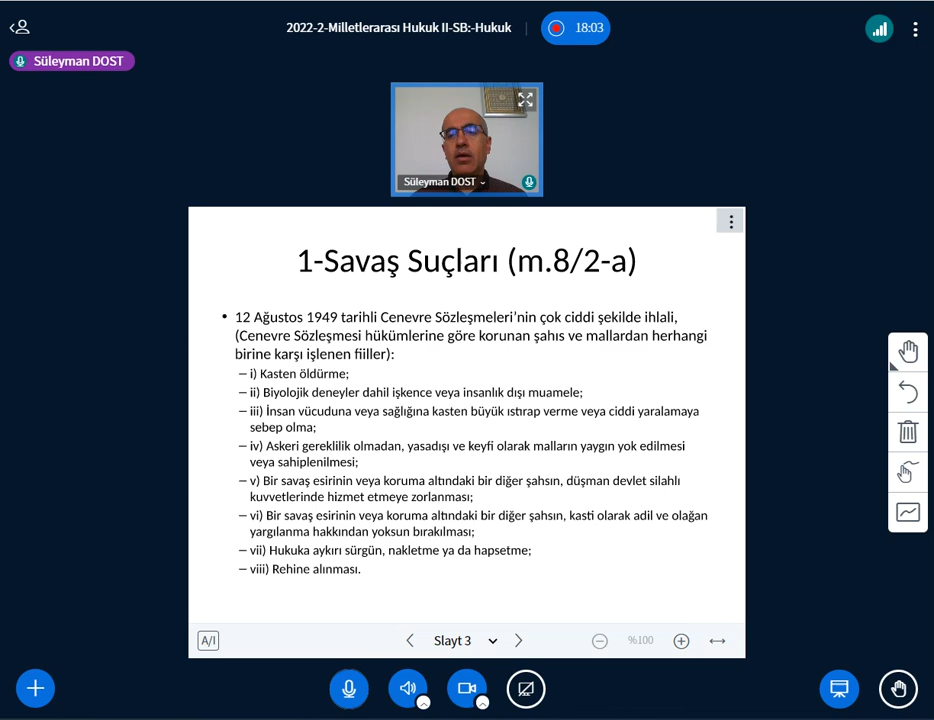 2022-2-Milletlerarası Hukuk II-SB:-Hukuk
18:03
Süleyman DOST
Süleyman DOST
1-Savaş Suçları (m.8/2-a)
• 12 Ağustos 1949 tarihli Cenevre Sözleşmeleri'nin çok ciddi şekilde ihlali,
(Cenevre Sözleşmesi hükümlerine göre korunan şahıs ve mallardan herhangi
birine karşı işlenen fiiller):
– i) Kasten öldürme;
– ii) Biyolojik deneyler dahil işkence veya insanlık dışı muamele;
– iii) İnsan vücuduna veya sağlığına kasten büyük ıstırap verme veya ciddi yaralamaya
sebep olma;
– iv) Askeri gereklilik olmadan, yasadışı ve keyfi olarak malların yaygın yok edilmesi
veya sahiplenilmesi;
– v) Bir savaş esirinin veya koruma altındaki bir diğer şahsın, düşman devlet silahlı
kuvvetlerinde hizmet etmeye zorlanması;
– vi) Bir savaş esirinin veya koruma altındaki bir diğer şahsın, kasti olarak adil ve olağan
yargılanma hakkından yoksun bırakılması;
– vii) Hukuka aykırı sürgün, nakletme ya da hapsetme;
– viii) Rehine alınması.
A/I
Slayt 3
%100